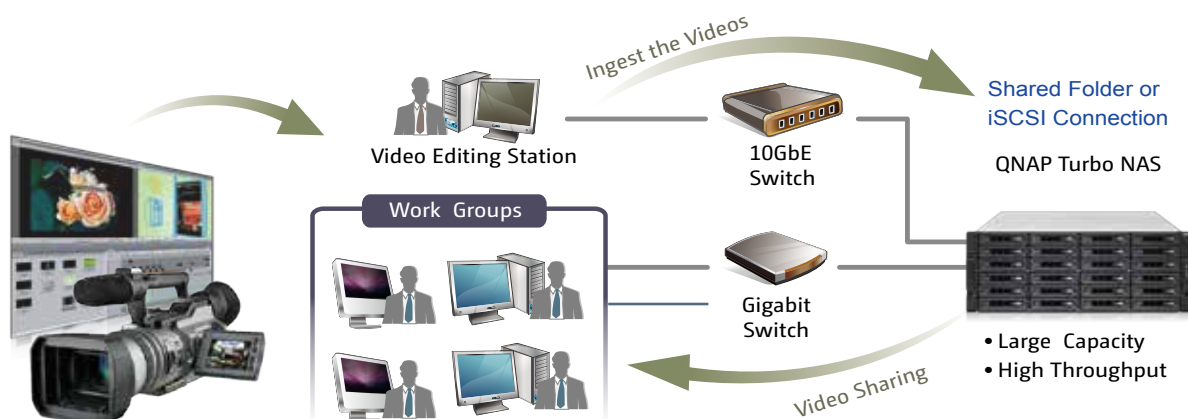 Ingest the Videos
Shared Folder or
iSCSI Connection
Video Editing Station
10GbE
Switch
QNAP Turbo NAS
Work Groups
Gigabit
Switch
• Large Capacity
• High Throughput
Video Sharing